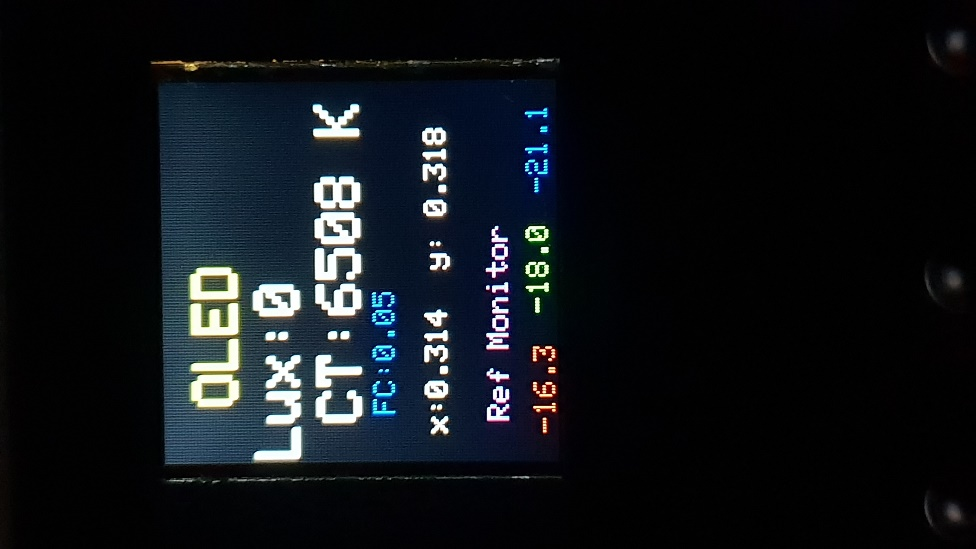 OLED
Lux:0
CT:6508 K
FC:0.05
x:0.314 y: 0.318
Ref Monitor
-16.3 -18.0 -21.1